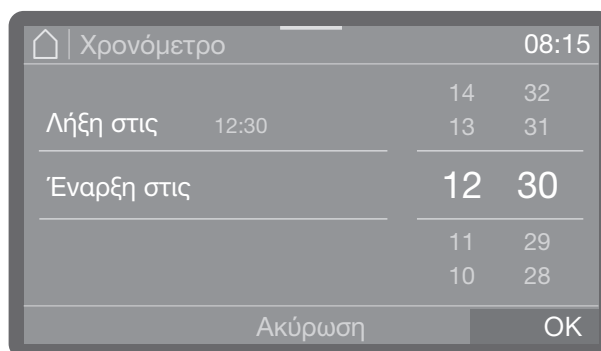 Χρονόμετρο 08:15
14 32
Λήξη στις 12:30 13 31
Έναρξη στις 12 30
11 29
10 28
Ακύρωση OK